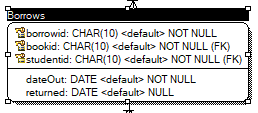 Borrows
borrowid: CHAR(10) <default> NOT NULL
bookid: CHAR(10) <default> NOT NULL (FK)
studentid: CHAR(10) <default> NOT NULL (FK)
dateOut: DATE <default> NOT NULL
returned: DATE <default> NULL